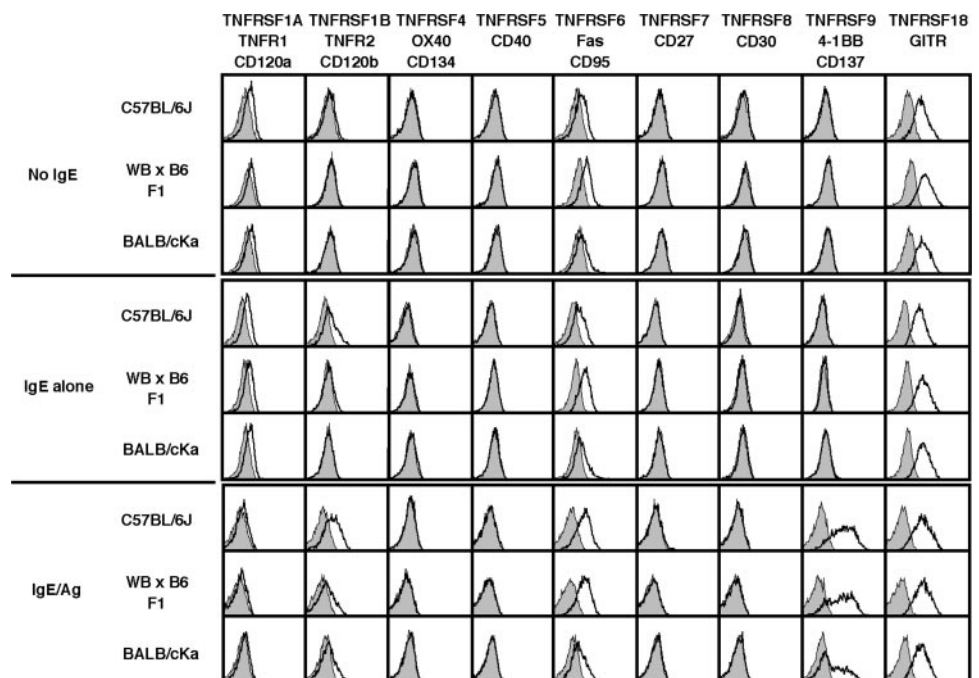 TNFRSF1A TNFRSF1B TNFRSF4 TNFRSF5 TNFRSF6 TNFRSF7 TNFRSF8 TNFRSF9 TNFRSF18
TNFR1 TNFR2 OX40 CD40 Fas CD27 CD30 4-1BB GITR
CD120a CD120b CD134 CD95 CD137
C57BL/6J
No IgE WB x B6
F1
BALB/cKa
C57BL/6J
IgE alone WB x B6
F1
BALB/cKa
C57BL/6J
IgE/Ag WB x B6
F1
BALB/cKa